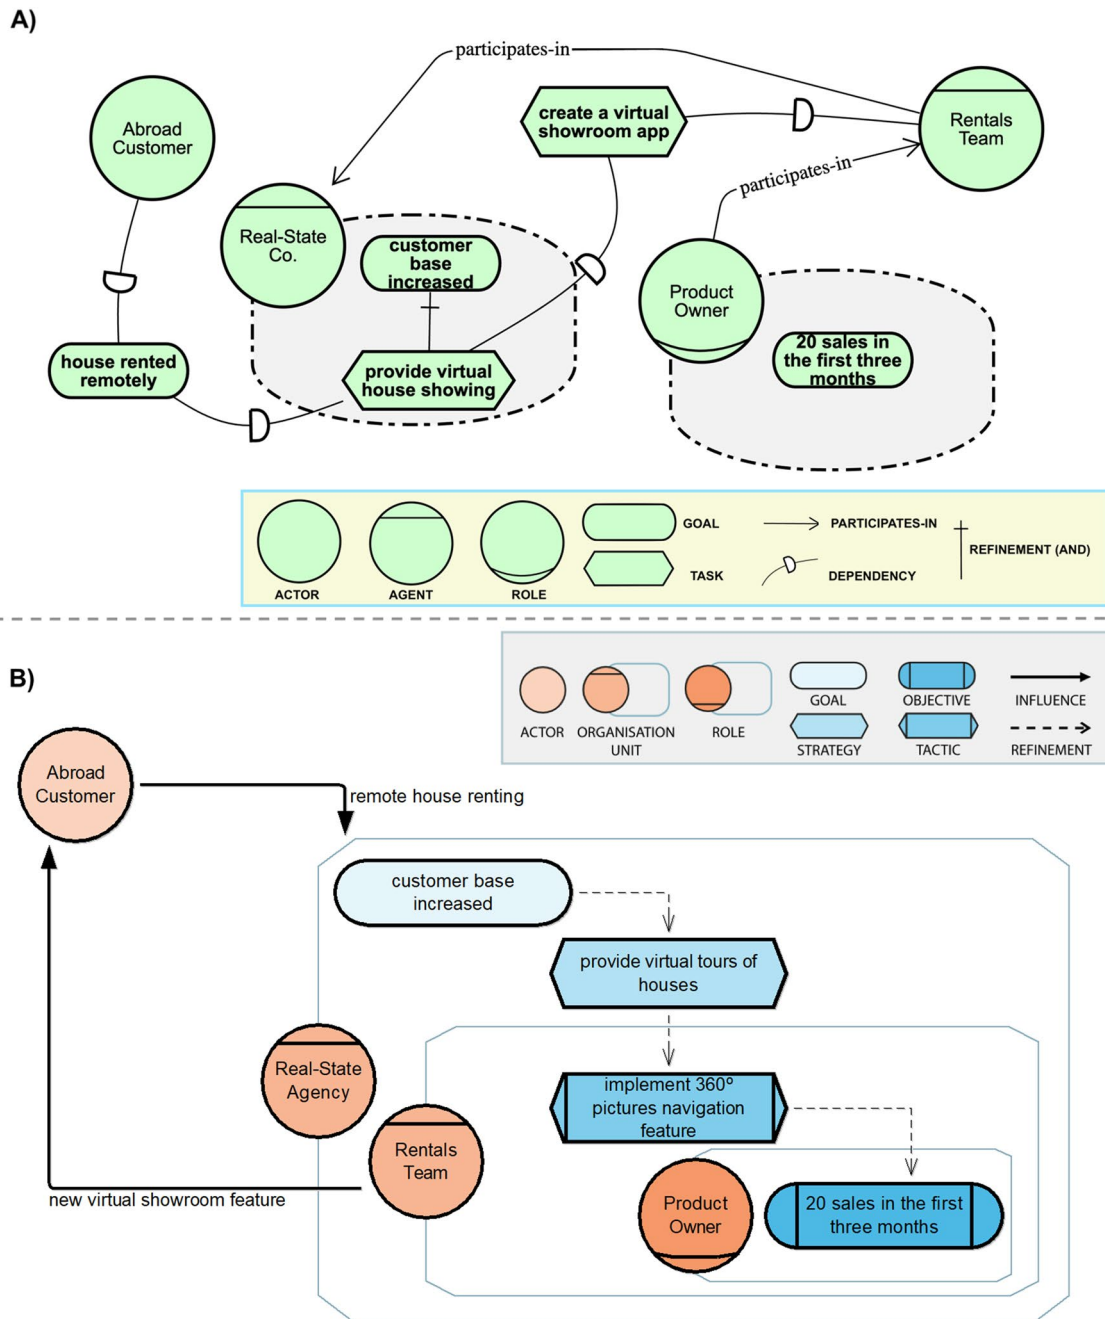 A)
participates-in
Abroad
Customer
create a virtual
showroom app
Rentals
Team
participates-in
Real-State
Co.
customer
base
increased
Product
Owner
house rented
remotely
provide virtual
house showing
20 sales in
the first three
months
GOAL
PARTICIPATES-IN
REFINEMENT (AND)
TASK
DEPENDENCY
ACTOR
AGENT
ROLE
B)
ACTOR
ORGANISATION
UNIT
ROLE
GOAL
OBJECTIVE
INFLUENCE
STRATEGY
TACTIC
REFINEMENT
Abroad
Customer
remote house renting
customer base
increased
provide virtual tours of
houses
Real-State
Agency
implement 360º
pictures navigation
feature
Rentals
Team
new virtual showroom feature
Product
Owner
20 sales in the first
three months